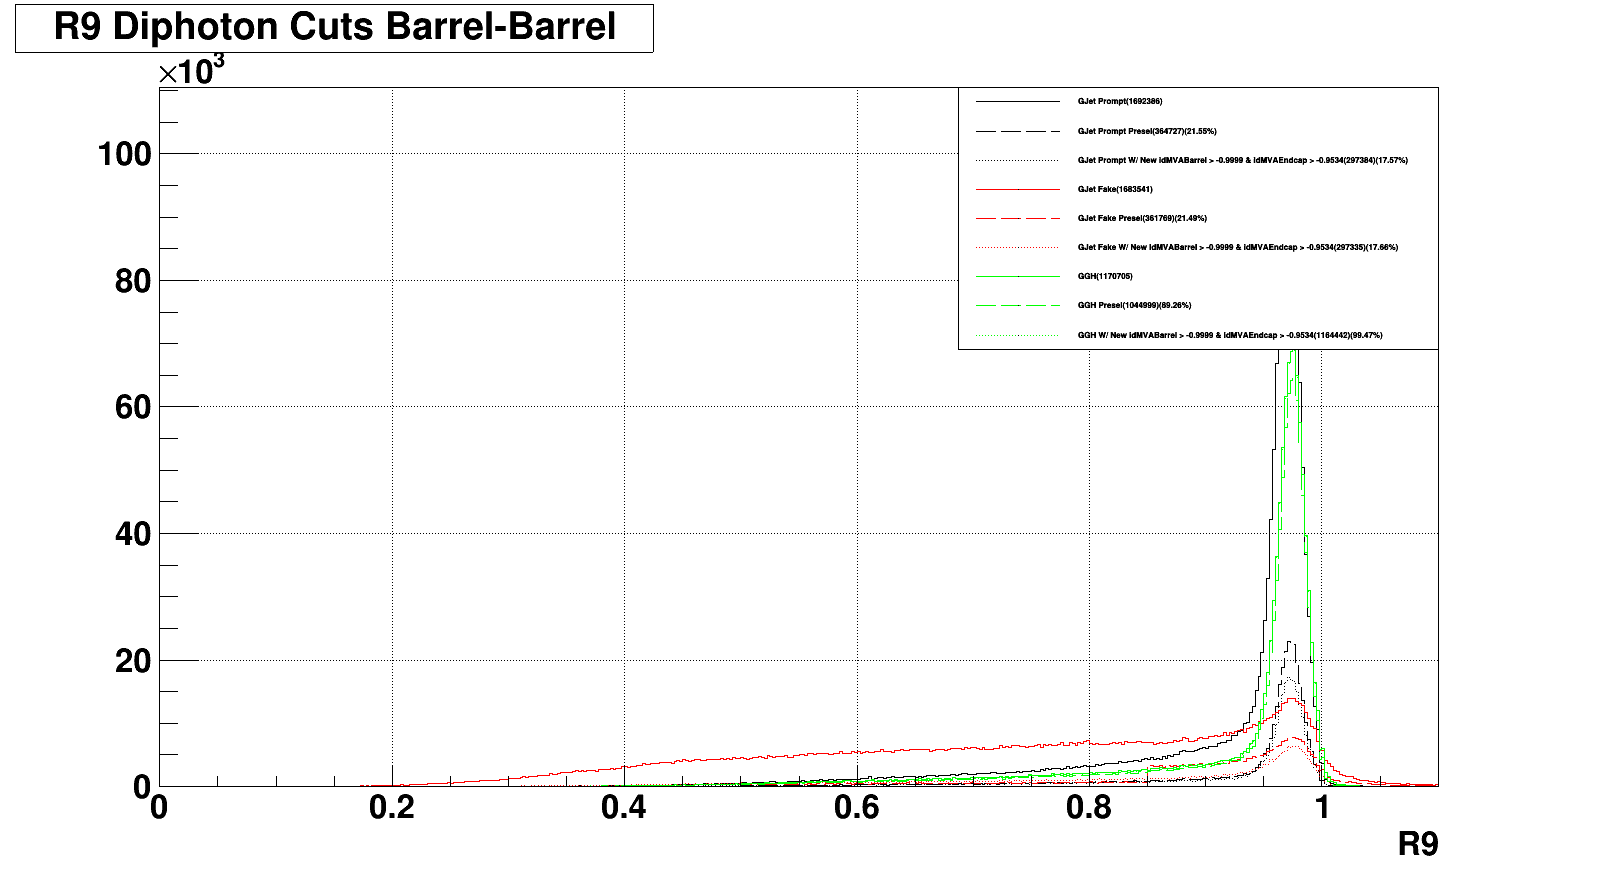 R9 Diphoton Cuts Barrel-Barrel
×10³
GJet Prompt(1692386)
GJet Prompt Presel(364727)(21.55%)
GJet Prompt W/ New idMVABarrel > -0.9999 & idMVAEndcap > -0.9534(297384)(17.57%)
GJet Fake(1683541)
GJet Fake Presel(361769)(21.49%)
GJet Fake W/ New idMVABarrel > -0.9999 & idMVAEndcap > -0.9534(297335)(17.66%)
GGH(1170705)
GGH Presel(1044999)(89.26%)
GGH W/ New idMVABarrel > -0.9999 & idMVAEndcap > -0.9534(1164442)(99.47%)
100
80
60
40
20
0
0 0.2 0.4 0.6 0.8 1
R9